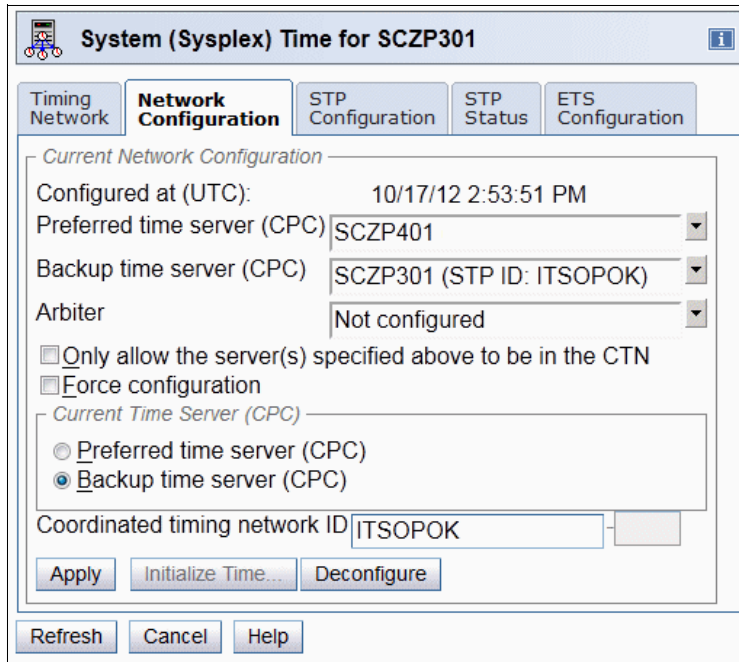 System (Sysplex) Time for SCZP301
i
Timing Network
Network Configuration
STP Configuration
STP Status
ETS Configuration
Current Network Configuration
Configured at (UTC): 10/17/12 2:53:51 PM
Preferred time server (CPC) SCZP401
Backup time server (CPC) SCZP301 (STP ID: ITSOPOK)
Arbiter Not configured
Only allow the server(s) specified above to be in the CTN
Force configuration
Current Time Server (CPC)
Preferred time server (CPC)
Backup time server (CPC)
Coordinated timing network ID ITSOPOK -
Apply Initialize Time... Deconfigure
Refresh Cancel Help